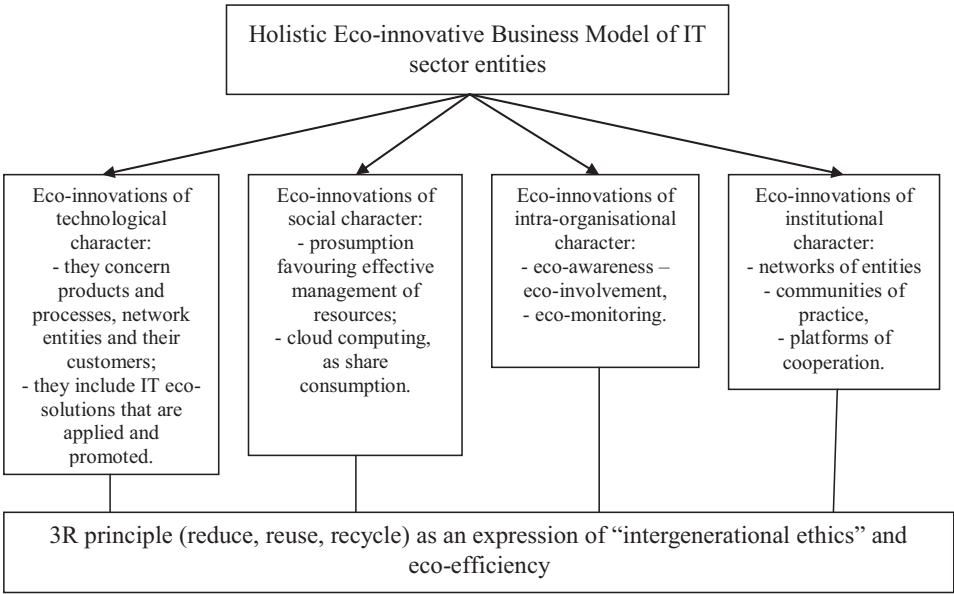 Holistic Eco-innovative Business Model of IT
sector entities
Eco-innovations of
technological
character:
- they concern
products and
processes, network
entities and their
customers;
- they include IT eco-
solutions that are
applied and
promoted.
Eco-innovations of
social character:
- prosumption
favouring effective
management of
resources;
- cloud computing,
as share
consumption.
Eco-innovations of
intra-organisational
character:
- eco-awareness –
eco-involvement,
- eco-monitoring.
Eco-innovations of
institutional
character:
- networks of entities
- communities of
practice,
- platforms of
cooperation.
3R principle (reduce, reuse, recycle) as an expression of “intergenerational ethics” and
eco-efficiency